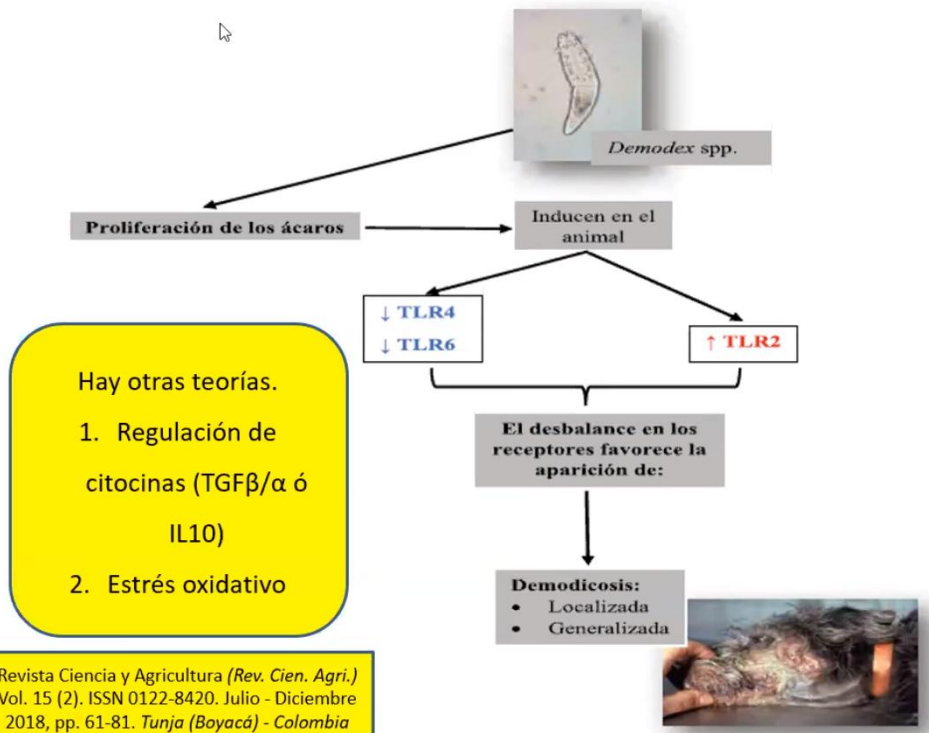 Demodex spp.
Proliferación de los ácaros
Inducen en el
animal
↓ TLR4
↓ TLR6
↑ TLR2
El desbalance en los
receptores favorece la
aparición de:
Demodicosis:
• Localizada
• Generalizada
Hay otras teorías.
1. Regulación de
citocinas (TGFβ/α ó
IL10)
2. Estrés oxidativo
Revista Ciencia y Agricultura (Rev. Cien. Agri.)
Vol. 15 (2). ISSN 0122-8420. Julio - Diciembre
2018, pp. 61-81. Tunja (Boyacá) - Colombia